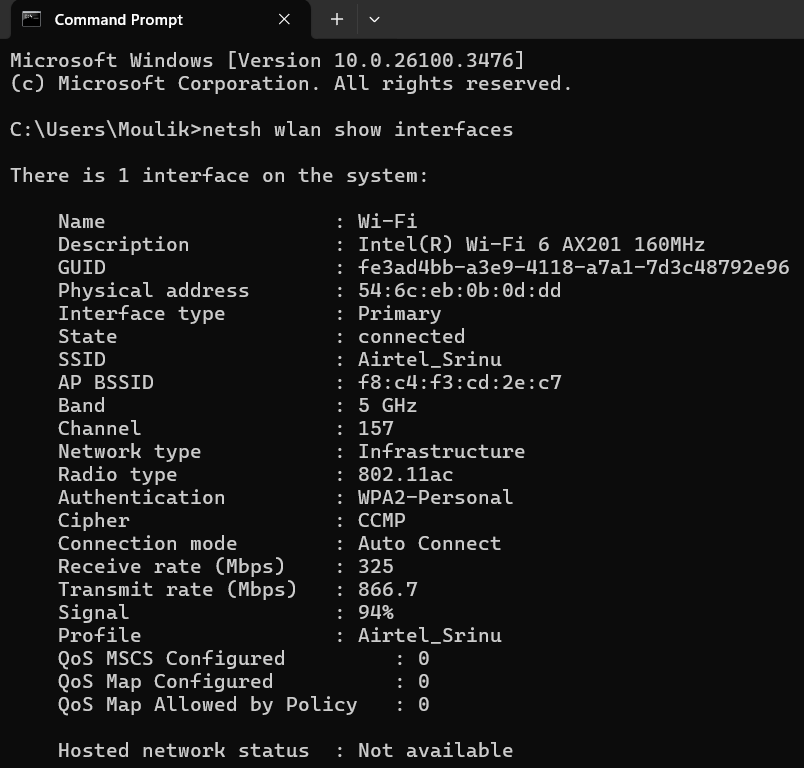 Command Prompt
Microsoft Windows [Version 10.0.26100.3476]
(c) Microsoft Corporation. All rights reserved.
C:\Users\Moulik>netsh wlan show interfaces
There is 1 interface on the system:
Name : Wi-Fi
Description : Intel(R) Wi-Fi 6 AX201 160MHz
GUID : fe3ad4bb-a3e9-4118-a7a1-7d3c48792e96
Physical address : 54:6c:eb:0b:0d:dd
Interface type : Primary
State : connected
SSID : Airtel_Srinu
AP BSSID : f8:c4:f3:cd:2e:c7
Band : 5 GHz
Channel : 157
Network type : Infrastructure
Radio type : 802.11ac
Authentication : WPA2-Personal
Cipher : CCMP
Connection mode : Auto Connect
Receive rate (Mbps) : 325
Transmit rate (Mbps) : 866.7
Signal : 94%
Profile : Airtel_Srinu
QoS MSCS Configured : 0
QoS Map Configured : 0
QoS Map Allowed by Policy : 0
Hosted network status : Not available